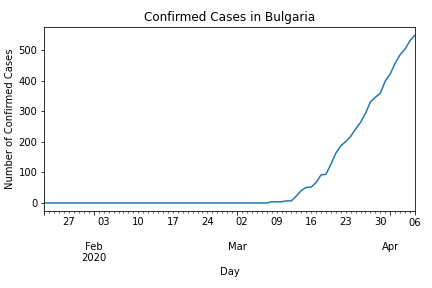 Confirmed Cases in Bulgaria
Number of Confirmed Cases
500
400
300
200
100
0
27 03 10 17 24 02 09 16 23 30 06
Feb Mar Apr
2020
Day